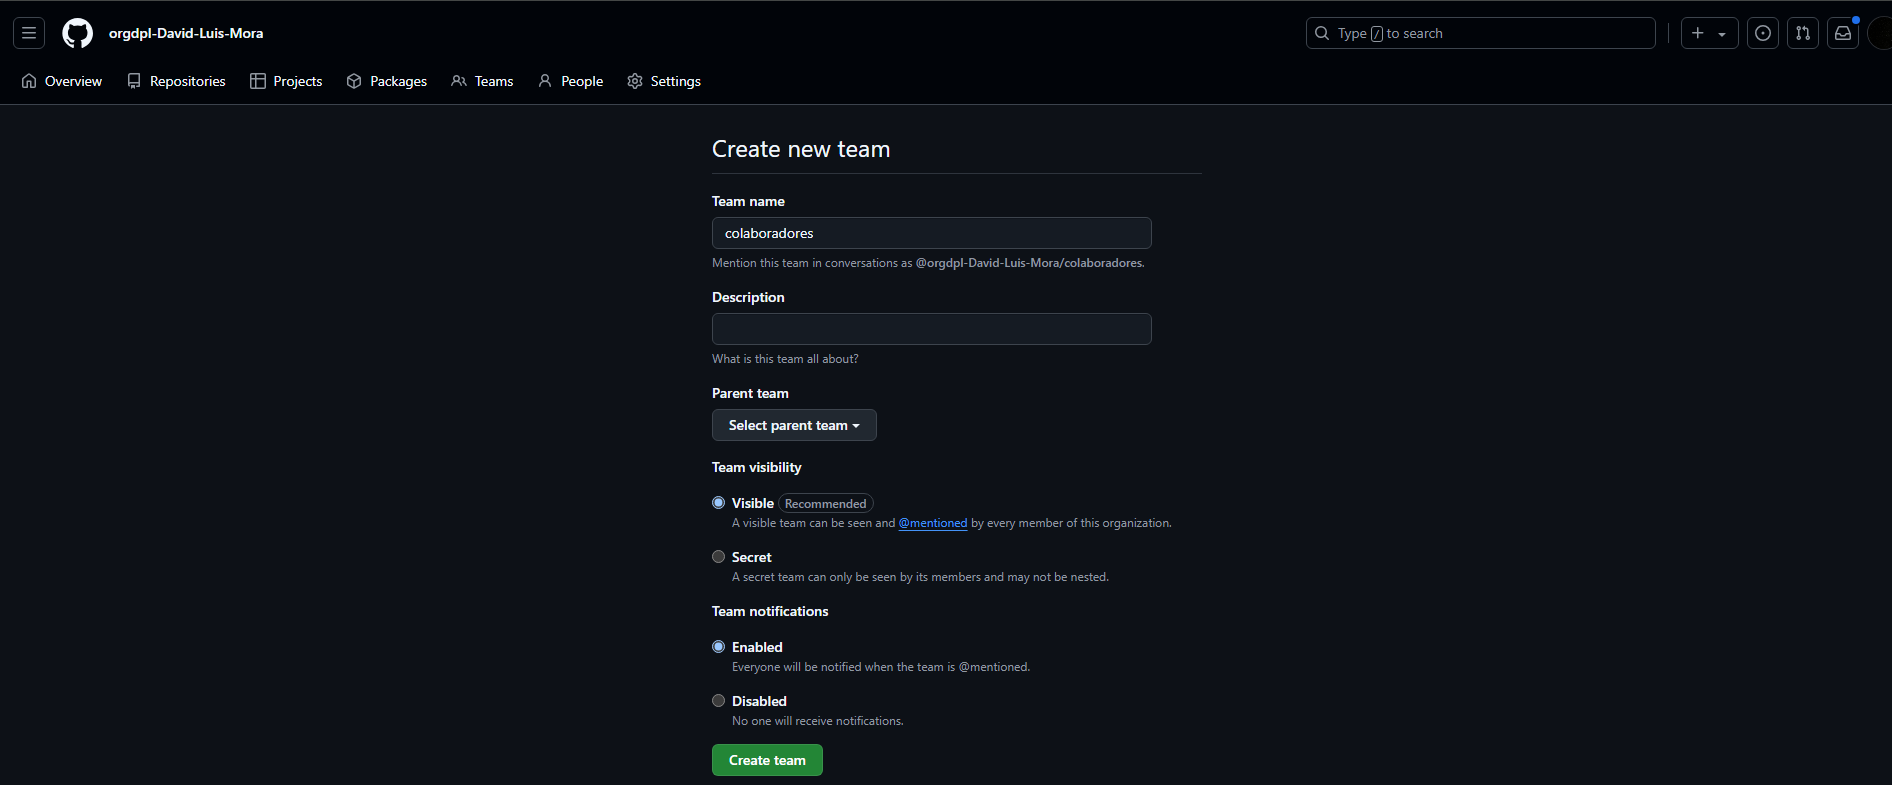 orgdpl-David-Luis-Mora
Type / to search
Overview Repositories Projects Packages Teams People Settings
Create new team
Team name
colaboradores
Mention this team in conversations as @orgdpl-David-Luis-Mora/colaboradores.
Description
What is this team all about?
Parent team
Select parent team
Team visibility
Visible Recommended
A visible team can be seen and @mentioned by every member of this organization.
Secret
A secret team can only be seen by its members and may not be nested.
Team notifications
Enabled
Everyone will be notified when the team is @mentioned.
Disabled
No one will receive notifications.
Create team